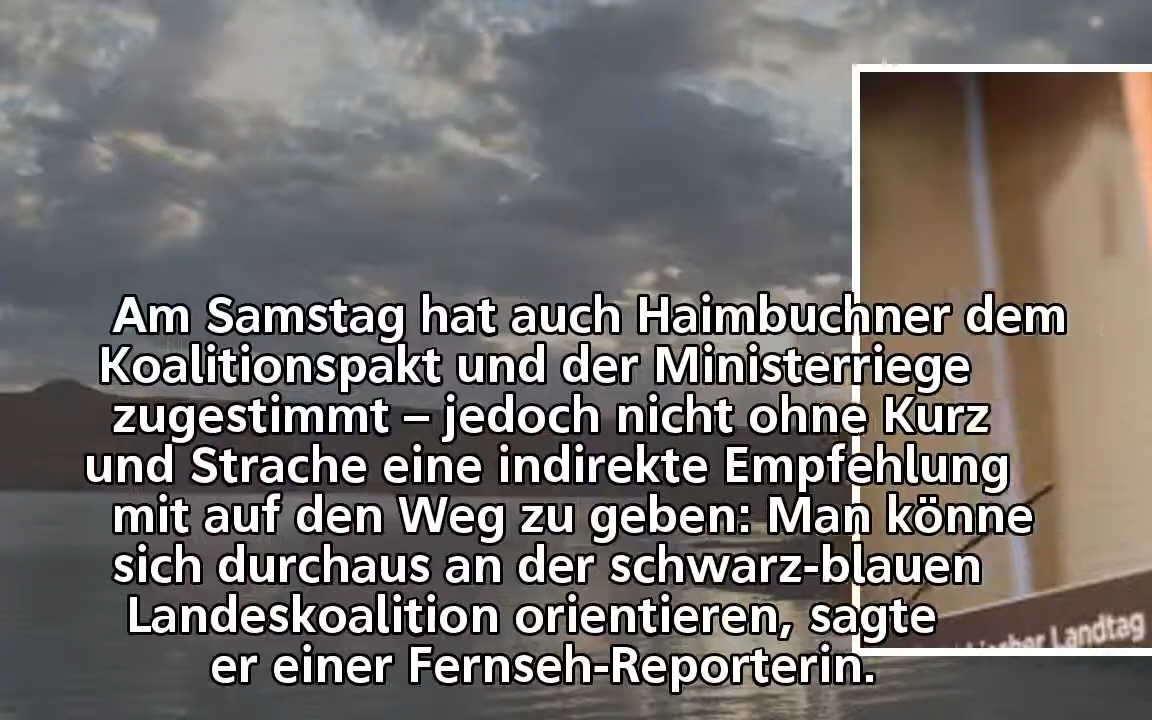 Am Samstag hat auch Haimbuchner dem
Koalitionspakt und der Ministerriege
zugestimmt – jedoch nicht ohne Kurz
und Strache eine indirekte Empfehlung
mit auf den Weg zu geben: Man könne
sich durchaus an der schwarz-blauen
Landeskoalition orientieren, sagte
er einer Fernseh-Reporterin.
Landtag